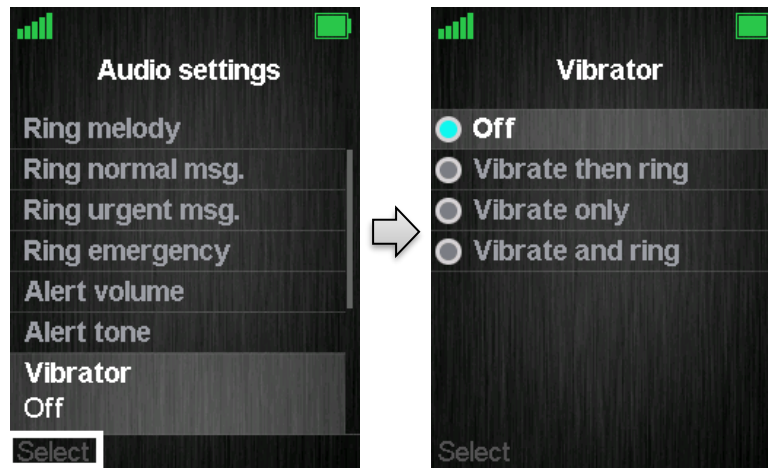 Audio settings
Ring melody
Ring normal msg.
Ring urgent msg.
Ring emergency
Alert volume
Alert tone
Vibrator
Off
Select
Vibrator
Off
Vibrate then ring
Vibrate only
Vibrate and ring
Select